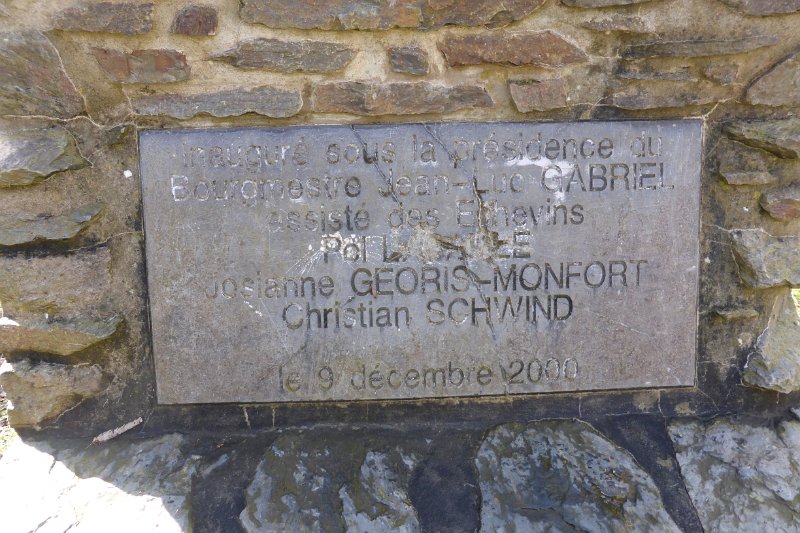 inauguré sous la présidence du
Bourgmestre Jean-Luc GABRIEL
assisté des Echevins
Pol
Josianne GEORIS-MONFORT
Christian SCHWIND
le 9 décembre 2000